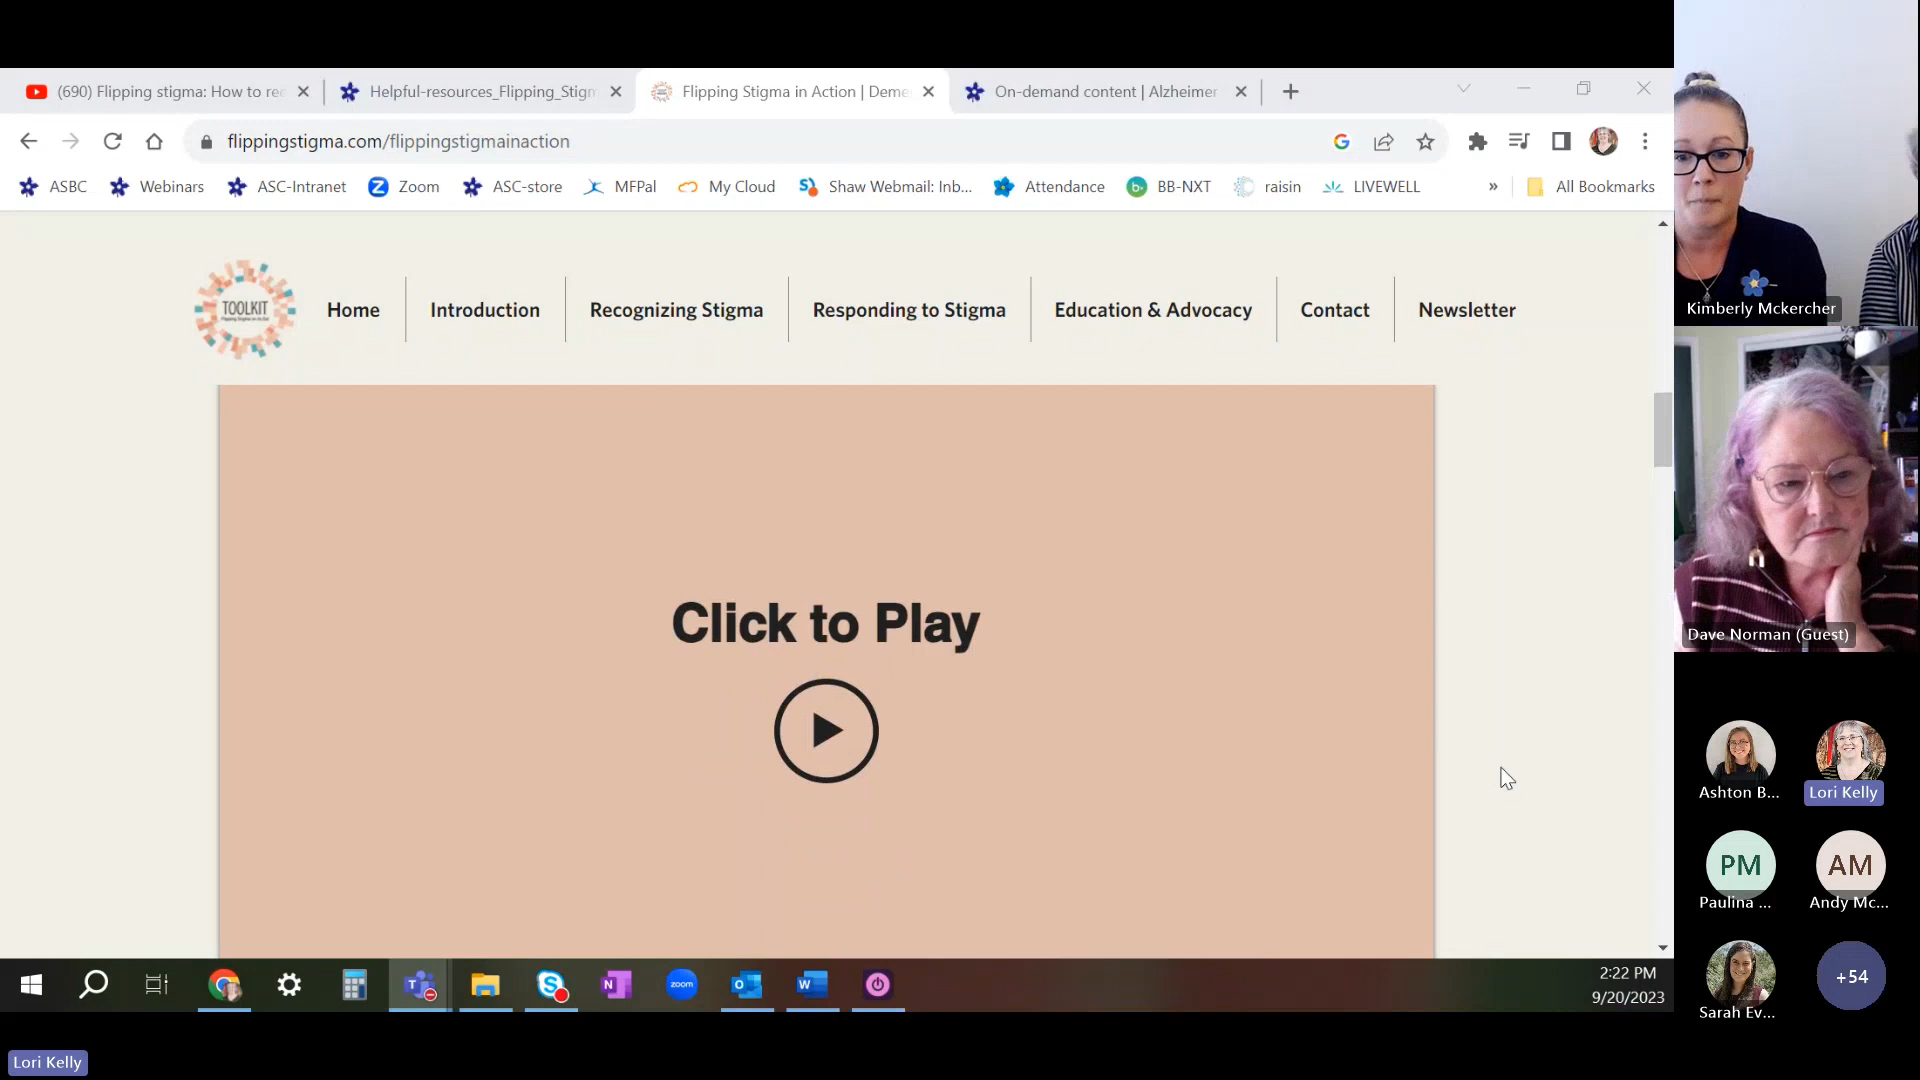 (690) Flipping stigma: How to re
Helpful-resources_Flipping_Stigm
Flipping Stigma in Action | Deme
On-demand content | Alzheimer
flippingstigma.com/flippingstigmainaction
ASBC
Webinars
ASC-Intranet
Zoom
ASC-store
MFPal
My Cloud
Shaw Webmail: Inb...
Attendance
BB-NXT
raisin
LIVEWELL
»
All Bookmarks
TOOLKIT
Home
Introduction
Recognizing Stigma
Responding to Stigma
Education & Advocacy
Contact
Newsletter
Click to Play
Kimberly Mckercher
Dave Norman (Guest)
Ashton B...
Lori Kelly
PM
AM
Paulina ...
Andy Mc...
Sarah Ev...
+54
zoom
2:22 PM
9/20/2023
Lori Kelly